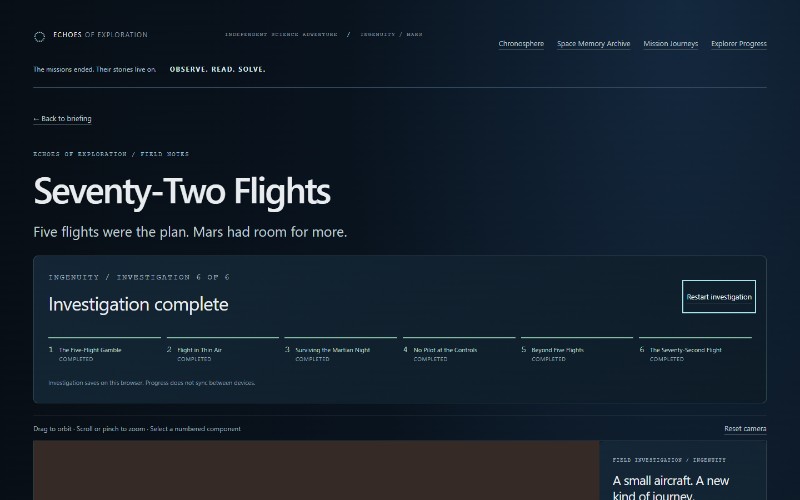 ECHOES OF EXPLORATION
INDEPENDENT SCIENCE ADVENTURE / INGENUITY / MARS
Chronosphere Space Memory Archive Mission Journeys Explorer Progress
The missions ended. Their stories live on. OBSERVE. READ. SOLVE.
← Back to briefing
ECHOES OF EXPLORATION / FIELD NOTES
Seventy-Two Flights
Five flights were the plan. Mars had room for more.
INGENUITY / INVESTIGATION 6 OF 6
Investigation complete
Restart investigation
1 The Five-Flight Gamble
COMPLETED
2 Flight in Thin Air
COMPLETED
3 Surviving the Martian Night
COMPLETED
4 No Pilot at the Controls
COMPLETED
5 Beyond Five Flights
COMPLETED
6 The Seventy-Second Flight
COMPLETED
Investigation saves on this browser. Progress does not sync between devices.
Drag to orbit · Scroll or pinch to zoom · Select a numbered component
Reset camera
FIELD INVESTIGATION / INGENUITY
A small aircraft. A new
kind of journey.